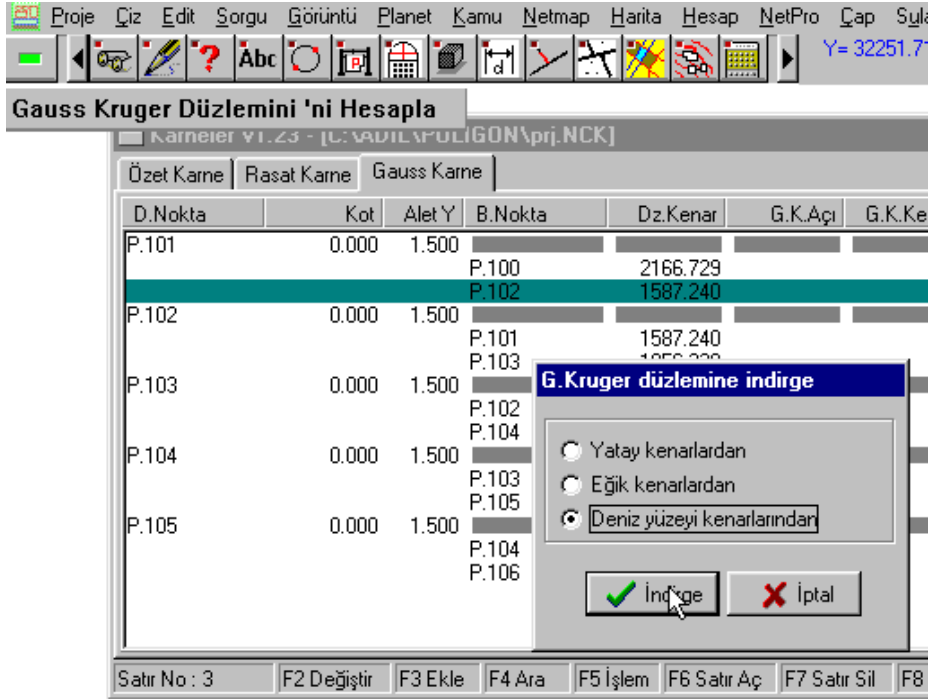 Proje Çiz Edit Sorgu Görüntü Planet Kamu Netmap Harita Hesap NetPro Çap
Abc P d Y= 32251.7
Gauss Kruger Düzlemini 'ni Hesapla
Karneler V1.23 - [C:\ADIL\POLIGON\prj.NCK]
Özet Karne Rasat Karne Gauss Karne
D.Nokta Kot Alet Y B.Nokta Dz.Kenar G.K.Açı G.K.Ke
P.101 0.000 1.500
P.100 2166.729
P.102 1587.240
P.102 0.000 1.500
P.101 1587.240
P.103
G.Kruger düzlemine indirge
P.103 0.000 1.500
P.102
P.104
Yatay kenarlardan
P.104 0.000 1.500
P.103
Eğik kenarlardan
P.105
Deniz yüzeyi kenarlarından
P.105 0.000 1.500
P.104
P.106
İndirge İptal
Satır No : 3 F2 Değiştir F3 Ekle F4 Ara F5 İşlem F6 Satır Aç F7 Satır Sil F8